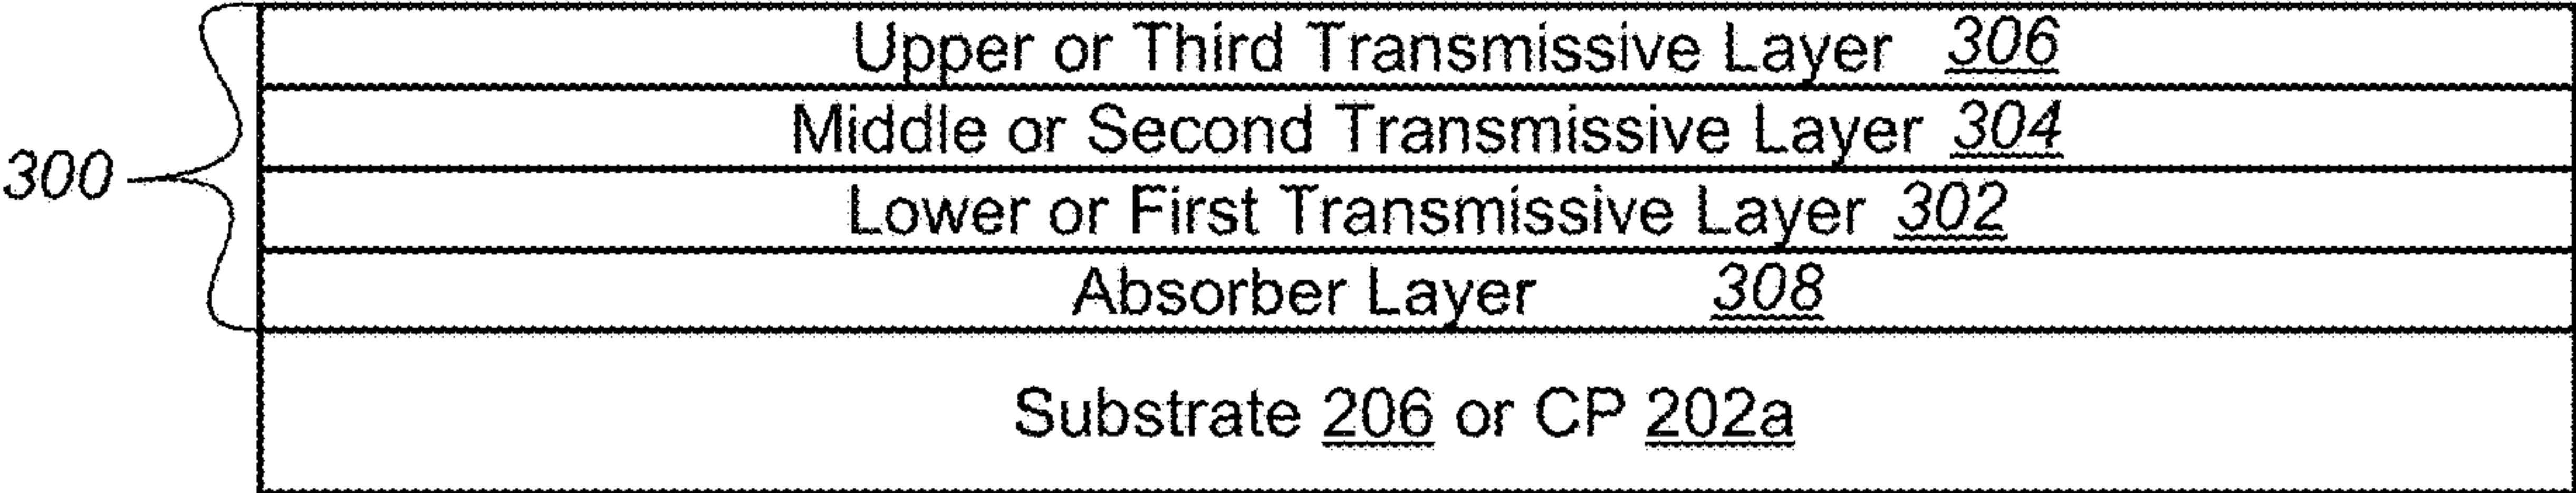 Upper or Third Transmissive Layer 306
Middle or Second Transmissive Layer 304
300
Lower or First Transmissive Layer 302
Absorber Layer 308
Substrate 206 or CP 202a